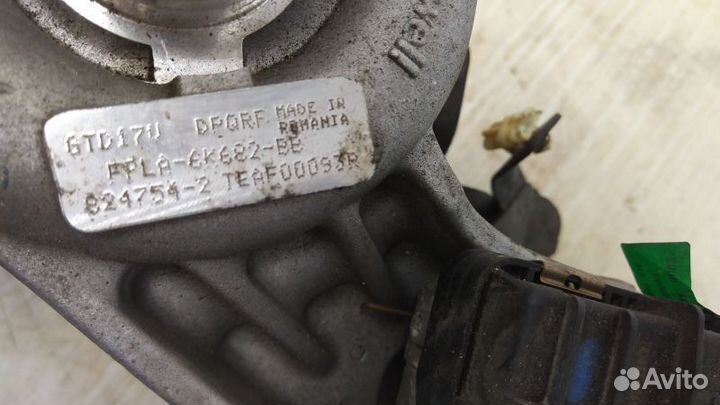 GTD17V DPQRF MADE IN
ROMANIA
FPLA-6K682-BB
824754-2 TEAF00093R
Avito